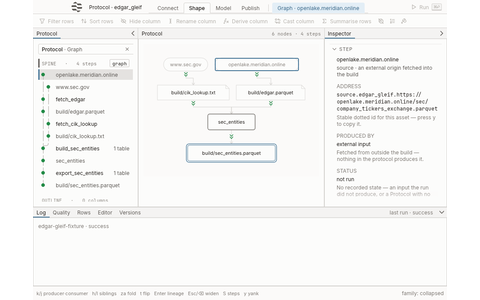 Protocol · edgar_gleif
Connect Shape Model Publish
Graph · openlake.meridian.online
Run
Filter rows Sort rows Hide column Rename column Derive column Cast column Summarise rows
Protocol
Protocol · Graph
SPINE · 4 steps graph
openlake.meridian.online
www.sec.gov
fetch_edgar
build/edgar.parquet
fetch_cik_lookup
build/cik_lookup.txt
build_sec_entities 1 table
sec_entities
export_sec_entities 1 table
build/sec_entities.parquet
OUTLINE · 0 columns
Protocol 6 nodes · 4 steps
www.sec.gov
openlake.meridian.online
build/cik_lookup.txt
build/edgar.parquet
sec_entities
build/sec_entities.parquet
Inspector
STEP
openlake.meridian.online
source · an external origin fetched into
the build
ADDRESS
source.edgar_gleif.https://
openlake.meridian.online/sec/
company_tickers_exchange.parquet
Stable dotted id for this asset — press y
to copy it.
PRODUCED BY
external input
Fetched from outside the build —
nothing in the protocol produces it.
STATUS
not run
No recorded state — an input the run
did not produce, or a Protocol with no
Log Quality Rows Editor Versions
last run · success
edgar-gleif-fixture · success
k/j producer consumer h/l siblings za fold t flip Enter lineage Esc/⌫ widen S steps y yank
family: collapsed